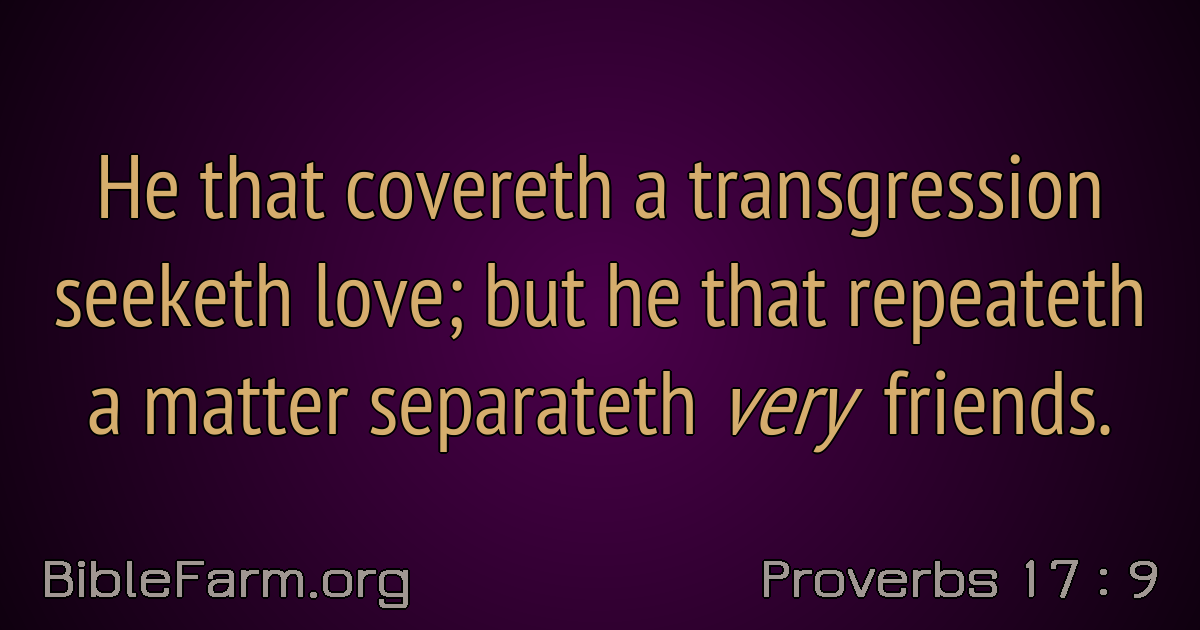 He that covereth a transgression
seeketh love; but he that repeateth
a matter separateth very friends.
BibleFarm.org
Proverbs 17 : 9